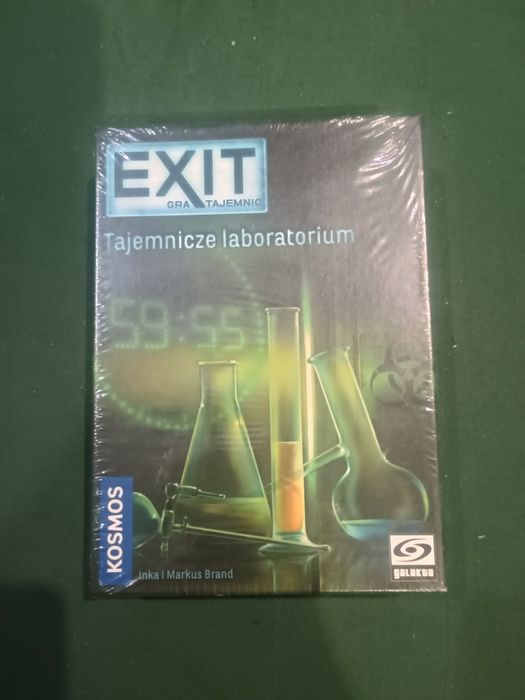 EXIT
GRA TAJEMNIC
Tajemnicze laboratorium
59:55
KOSMOS
Inka i Markus Brand
galakta